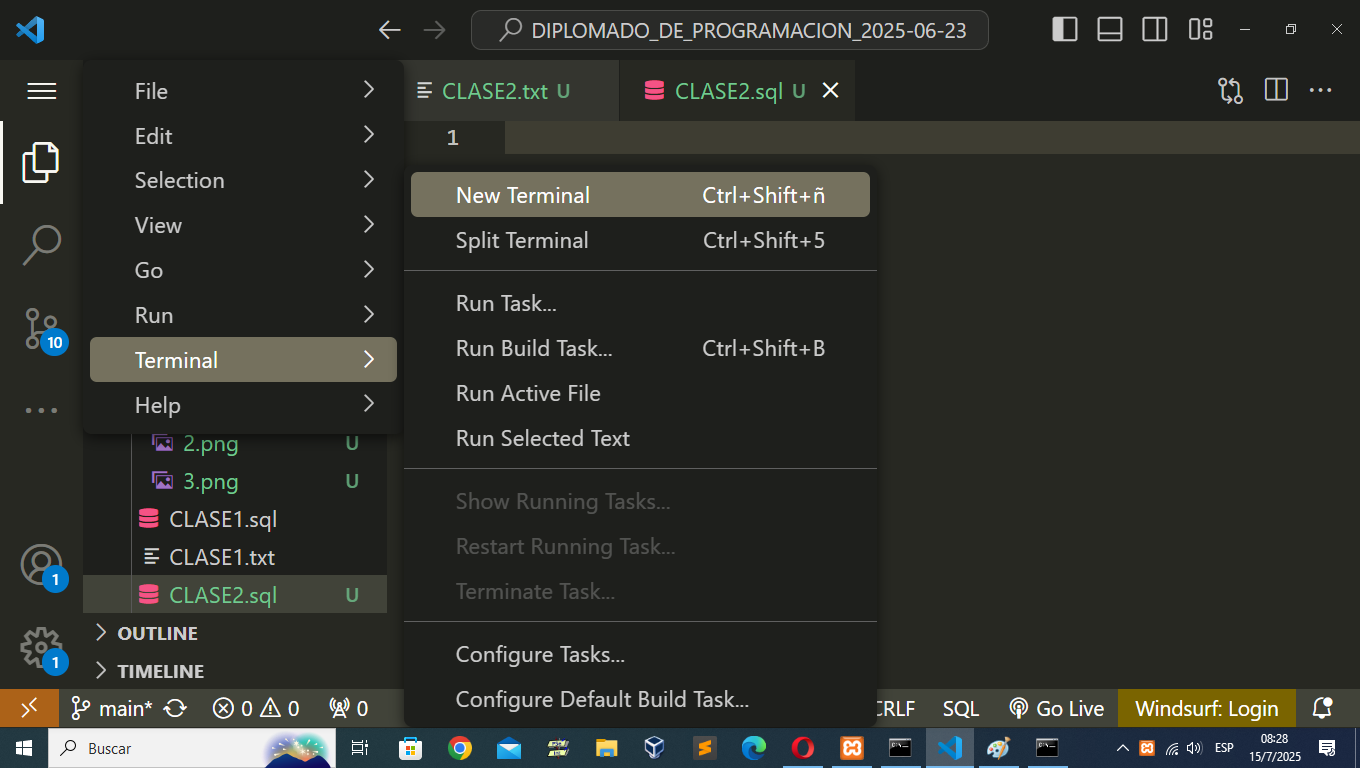 DIPLOMADO_DE_PROGRAMACION_2025-06-23
File
Edit
Selection
View
Go
Run
Terminal
Help
CLASE2.txt U
CLASE2.sql U
1
New Terminal Ctrl+Shift+ñ
Split Terminal Ctrl+Shift+5
Run Task...
Run Build Task... Ctrl+Shift+B
Run Active File
Run Selected Text
Show Running Tasks...
Restart Running Task...
Terminate Task...
Configure Tasks...
Configure Default Build Task...
10
2.png U
3.png U
CLASE1.sql
CLASE1.txt
CLASE2.sql U
1
OUTLINE
1
TIMELINE
main* 0 0 0 CRLF SQL Go Live Windsurf: Login
Buscar
ESP
08:28
15/7/2025